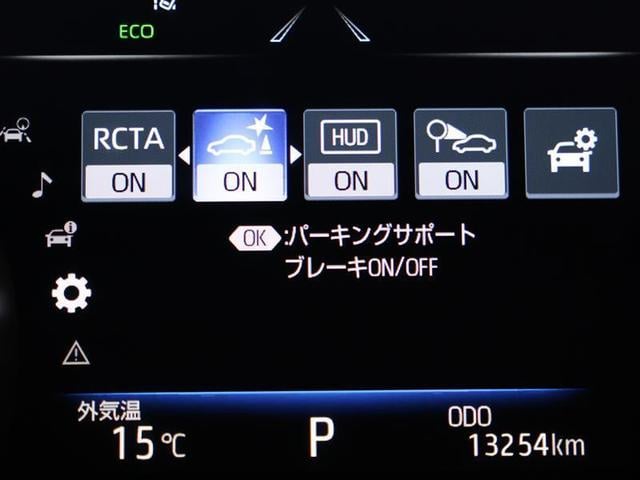 ECO
RCTA
HUD
ON
ON
ON
ON
OK :パーキングサポート
ブレーキON/OFF
外気温
15℃
P
ODO
13254km